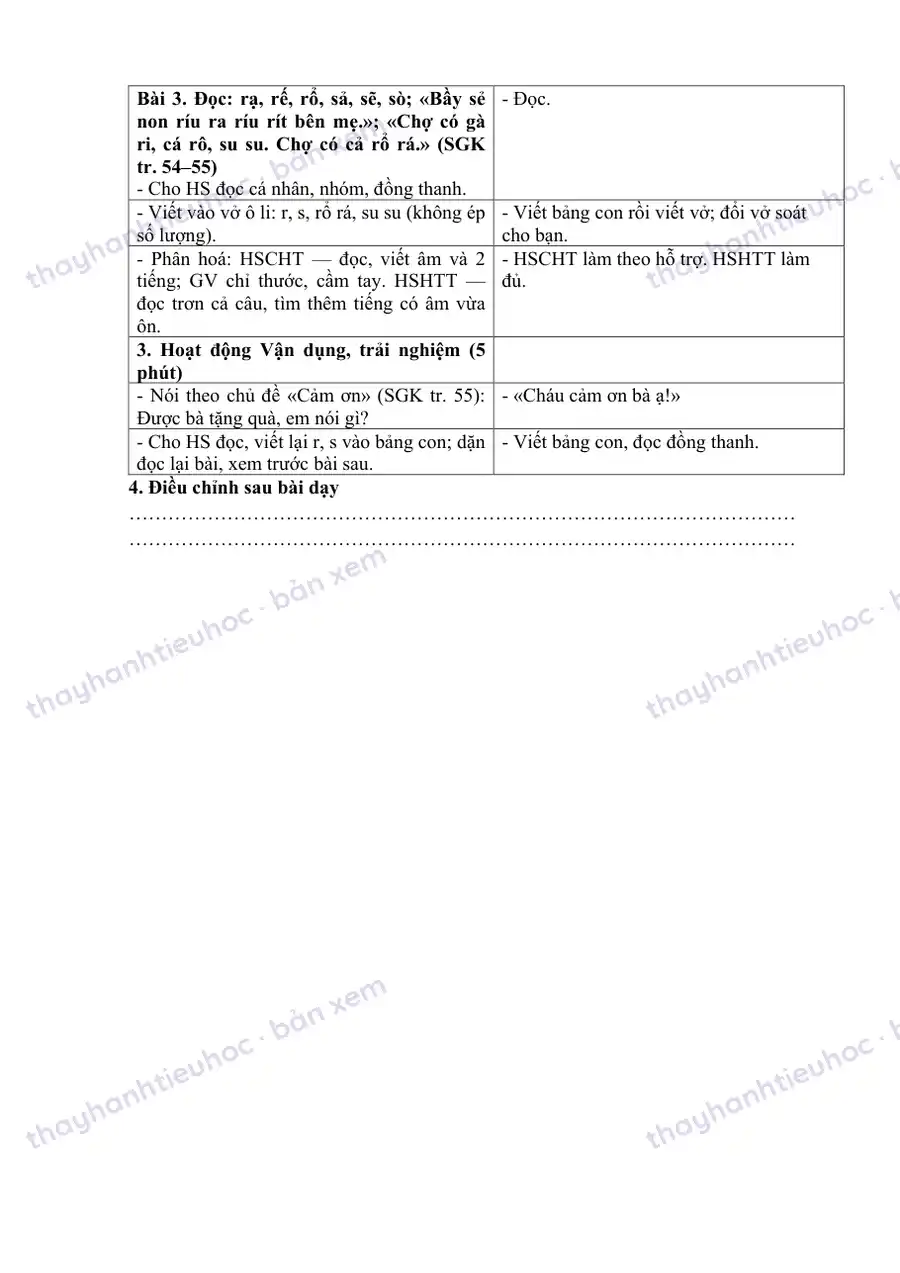 Bài 3. Đọc: rạ, rế, rổ, sả, sẽ, sò; «Bầy sẻ
non ríu ra ríu rít bên mẹ.»; «Chợ có gà
ri, cá rô, su su. Chợ có cả rổ rá.» (SGK
tr. 54–55)
- Cho HS đọc cá nhân, nhóm, đồng thanh.
- Đọc.
- Viết vào vở ô li: r, s, rổ rá, su su (không ép
số lượng).
- Viết bảng con rồi viết vở; đổi vở soát
cho bạn.
- Phân hoá: HSCHT — đọc, viết âm và 2
tiếng; GV chỉ thước, cầm tay. HSHTT —
đọc trơn cả câu, tìm thêm tiếng có âm vừa
ôn.
- HSCHT làm theo hỗ trợ. HSHTT làm
đủ.
3. Hoạt động Vận dụng, trải nghiệm (5
phút)
- Nói theo chủ đề «Cảm ơn» (SGK tr. 55):
Được bà tặng quà, em nói gì?
- «Cháu cảm ơn bà ạ!»
- Cho HS đọc, viết lại r, s vào bảng con; dặn
đọc lại bài, xem trước bài sau.
- Viết bảng con, đọc đồng thanh.
4. Điều chỉnh sau bài dạy
……………………………………………………………………………………………
……………………………………………………………………………………………
thayhanhtieuhoc · bản xem
thayhanhtieuhoc · b
thayhanhtieuhoc · bản xem
thayhanhtieuhoc · b
thayhanhtieuhoc · bản xem
thayhanhtieuhoc · b